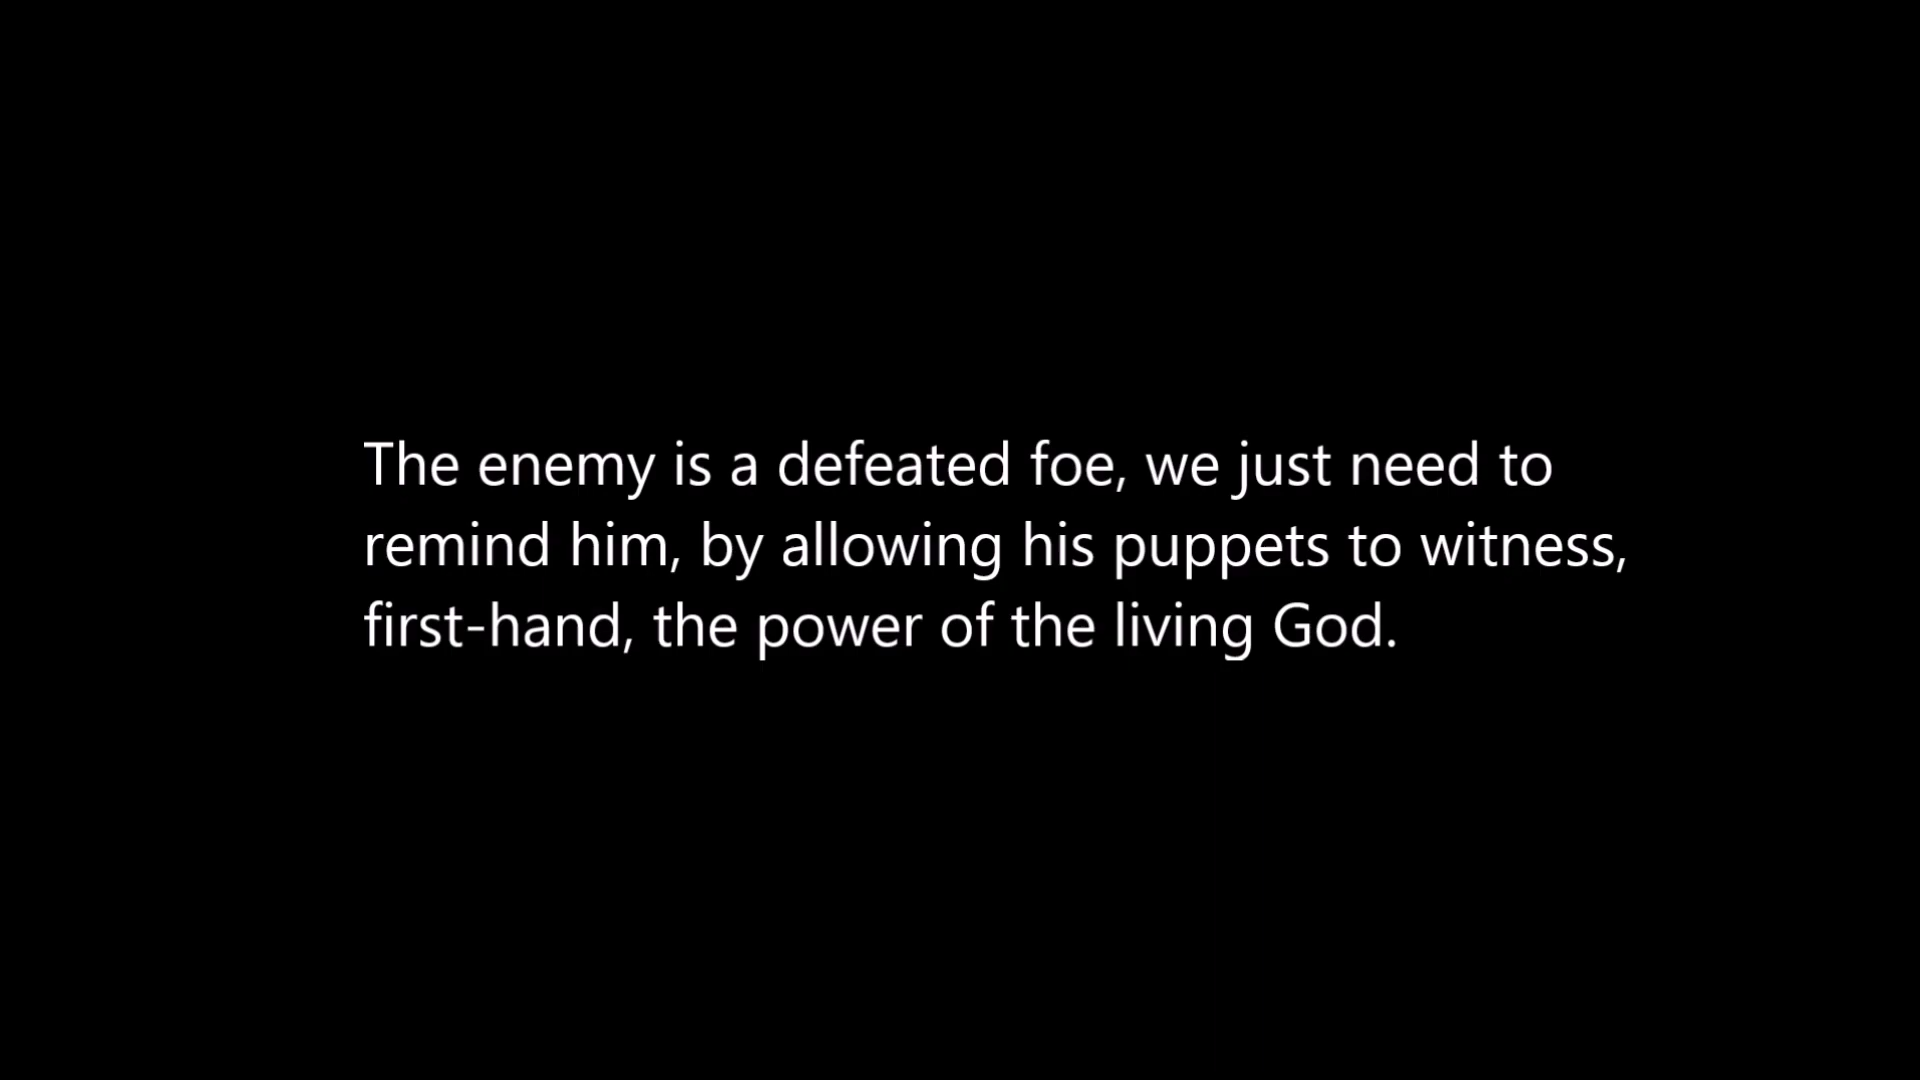 The enemy is a defeated foe, we just need to
remind him, by allowing his puppets to witness,
first-hand, the power of the living God.